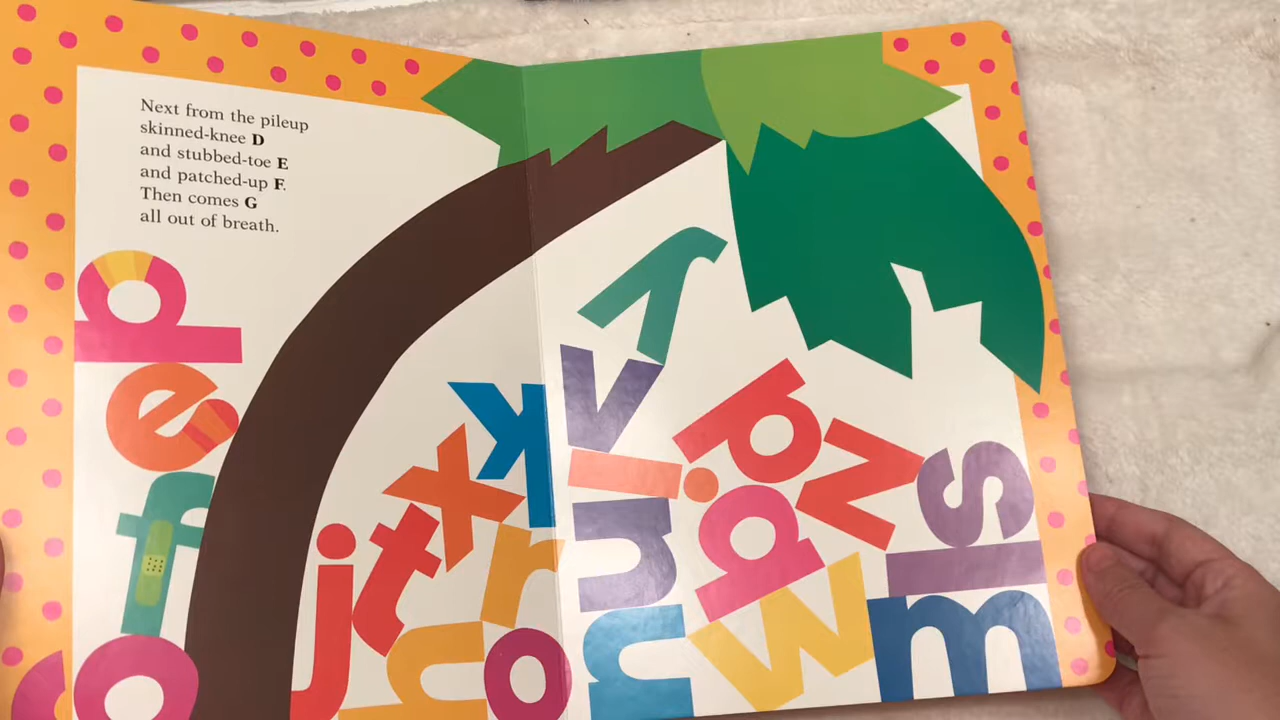 Next from the pileup
skinned-knee D
and stubbed-toe E
and patched-up F.
Then comes G
all out of breath.
d
e
f
j
t
x
k
r
h
o
y
v
i
n
u
p
q
z
w
s
l
m